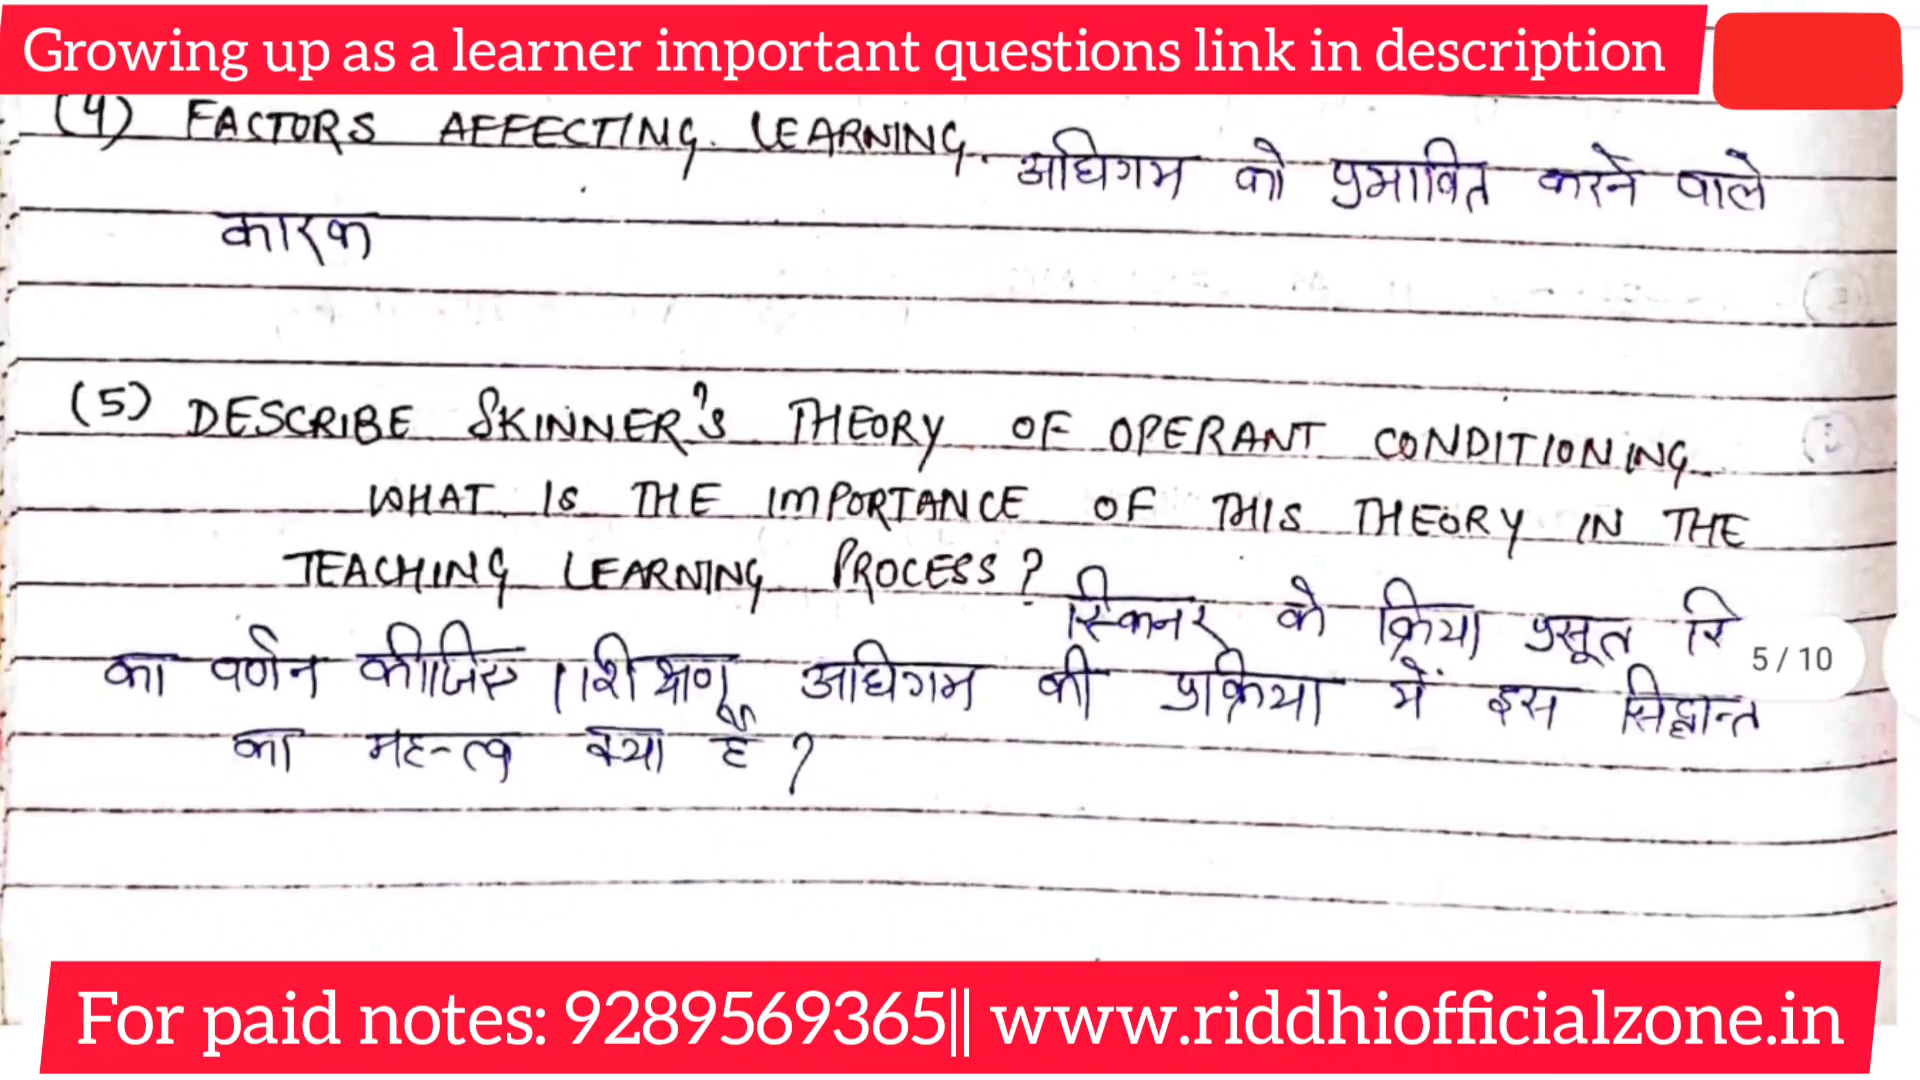 Growing up as a learner important questions link in description
(4) FACTORS AFFECTING LEARNING. अधिगम को प्रभावित करने वाले
कारक
(5) DESCRIBE SKINNER'S THEORY OF OPERANT CONDITIONING.
WHAT IS THE IMPORTANCE OF THIS THEORY IN THE
TEACHING LEARNING PROCESS? स्किनर के क्रिया प्रसूत
का वर्णन कीजिए । शिक्षण अधिगम की प्रक्रिया में इस सिद्धान्त
का महत्व क्या है ?
5 / 10
For paid notes: 9289569365|| www.riddhiofficialzone.in